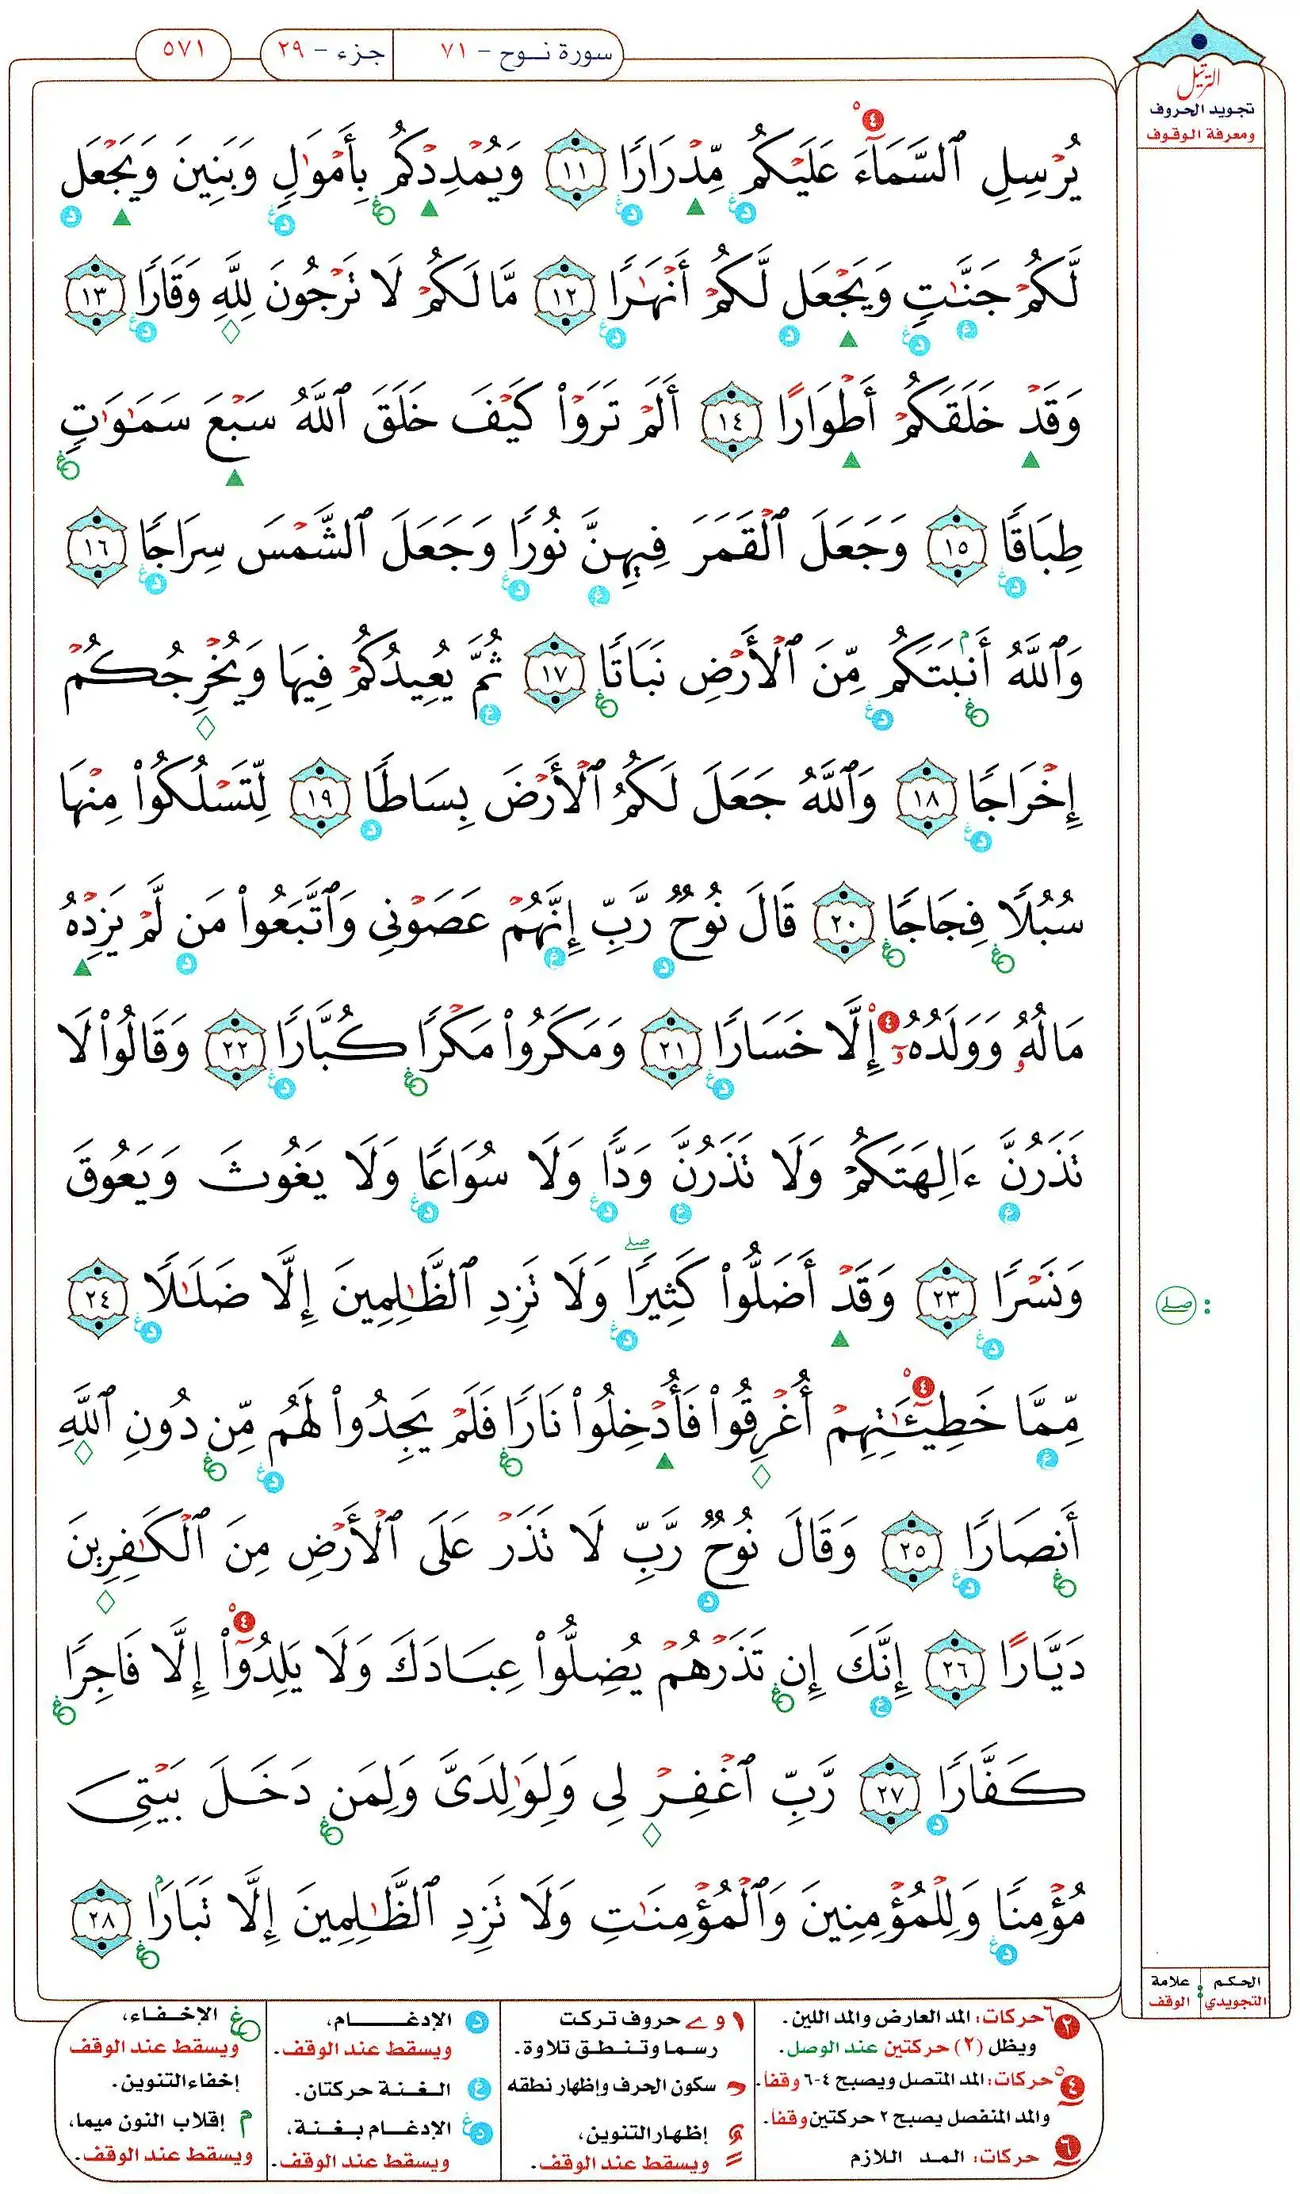 سورة نوح - ٧١
جزء - ٢٩
٥٧١
الترتيل
تجويد الحروف
ومعرفة الوقوف
يُرْسِلِ ٱلسَّمَآءَ عَلَيْكُم مِّدْرَارًا ١١ وَيُمْدِدْكُم بِأَمْوَٰلٍ وَبَنِينَ وَيَجْعَل
لَّكُمْ جَنَّـٰتٍ وَيَجْعَل لَّكُمْ أَنْهَـٰرًا ١٢ مَّا لَكُمْ لَا تَرْجُونَ لِلَّهِ وَقَارًا ١٣
وَقَدْ خَلَقَكُمْ أَطْوَارًا ١٤ أَلَمْ تَرَوْا۟ كَيْفَ خَلَقَ ٱللَّهُ سَبْعَ سَمَـٰوَٰتٍ
طِبَاقًا ١٥ وَجَعَلَ ٱلْقَمَرَ فِيهِنَّ نُورًا وَجَعَلَ ٱلشَّمْسَ سِرَاجًا ١٦
وَٱللَّهُ أَنۢبَتَكُم مِّنَ ٱلْأَرْضِ نَبَاتًا ١٧ ثُمَّ يُعِيدُكُمْ فِيهَا وَيُخْرِجُكُمْ
إِخْرَاجًا ١٨ وَٱللَّهُ جَعَلَ لَكُمُ ٱلْأَرْضَ بِسَاطًا ١٩ لِّتَسْلُكُوا۟ مِنْهَا
سُبُلًا فِجَاجًا ٢٠ قَالَ نُوحٌ رَّبِّ إِنَّهُمْ عَصَوْنِى وَٱتَّبَعُوا۟ مَن لَّمْ يَزِدْهُ
مَالُهُۥ وَوَلَدُهُۥٓ إِلَّا خَسَارًا ٢١ وَمَكَرُوا۟ مَكْرًا كُبَّارًا ٢٢ وَقَالُوا۟ لَا
تَذَرُنَّ ءَالِهَتَكُمْ وَلَا تَذَرُنَّ وَدًّا وَلَا سُوَاعًا وَلَا يَغُوثَ وَيَعُوقَ
وَنَسْرًا ٢٣ وَقَدْ أَضَلُّوا۟ كَثِيرًا ۖ وَلَا تَزِدِ ٱلظَّـٰلِمِينَ إِلَّا ضَلَـٰلًا ٢٤
صلى :
مِّمَّا خَطِيٓـَٔـٰتِهِمْ أُغْرِقُوا۟ فَأُدْخِلُوا۟ نَارًا فَلَمْ يَجِدُوا۟ لَهُم مِّن دُونِ ٱللَّهِ
أَنصَارًا ٢٥ وَقَالَ نُوحٌ رَّبِّ لَا تَذَرْ عَلَى ٱلْأَرْضِ مِنَ ٱلْكَـٰفِرِينَ
دَيَّارًا ٢٦ إِنَّكَ إِن تَذَرْهُمْ يُضِلُّوا۟ عِبَادَكَ وَلَا يَلِدُوٓا۟ إِلَّا فَاجِرًا
كَفَّارًا ٢٧ رَّبِّ ٱغْفِرْ لِى وَلِوَٰلِدَىَّ وَلِمَن دَخَلَ بَيْتِىَ
مُؤْمِنًا وَلِلْمُؤْمِنِينَ وَٱلْمُؤْمِنَـٰتِ وَلَا تَزِدِ ٱلظَّـٰلِمِينَ إِلَّا تَبَارًۢا ٢٨
الحكم التجويدي : علامة الوقف
٢ ٦ حركات: المد العارض والمد اللين.
ويظل (٢) حركتين عند الوصل.
٤ ٥ حركات: المد المتصل ويصبح ٤-٦ وقفاً.
والمد المنفصل يصبح ٢ حركتين وقفاً.
٦ حركات: المد اللازم
ا و ے حروف تركت
رسما وتنطق تلاوة.
سكون الحرف وإظهار نطقه
إظهار التنوين،
ويسقط عند الوقف.
د الإدغـام،
ويسقط عند الوقف.
غ الغنة حركتان.
دغ الإدغام بغنة،
ويسقط عند الوقف.
الإخفاء،
ويسقط عند الوقف
إخفاء التنوين.
م إقلاب النون ميما،
ويسقط عند الوقف.